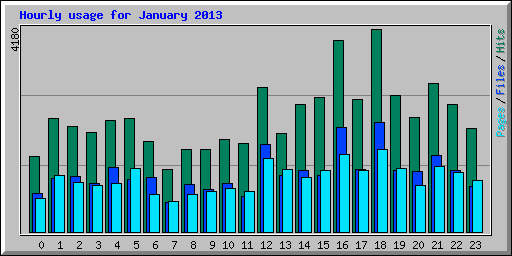 Hourly usage for January 2013
4180
Pages/Files/Hits
0 1 2 3 4 5 6 7 8 9 10 11 12 13 14 15 16 17 18 19 20 21 22 23